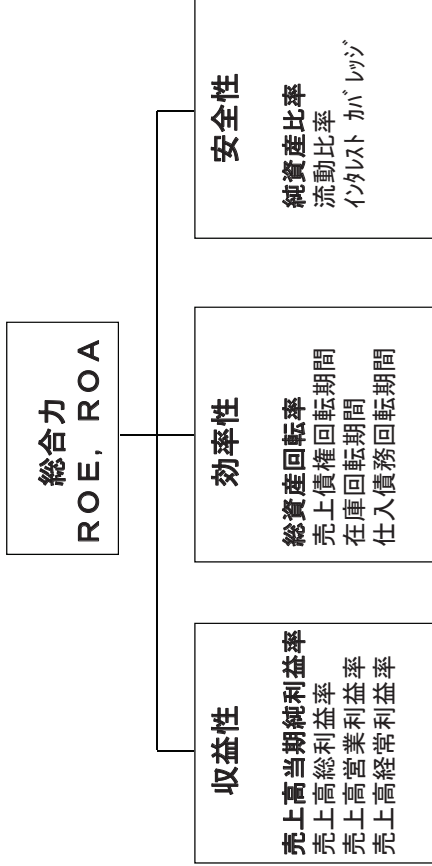 総合力
ROE, ROA
収益性
売上高当期純利益率
売上高総利益率
売上高営業利益率
売上高経常利益率
効率性
総資産回転率
売上債権回転期間
在庫回転期間
仕入債務回転期間
安全性
純資産比率
流動比率
ｲﾝﾀﾚｽﾄ ｶﾊﾞﾚｯｼﾞ